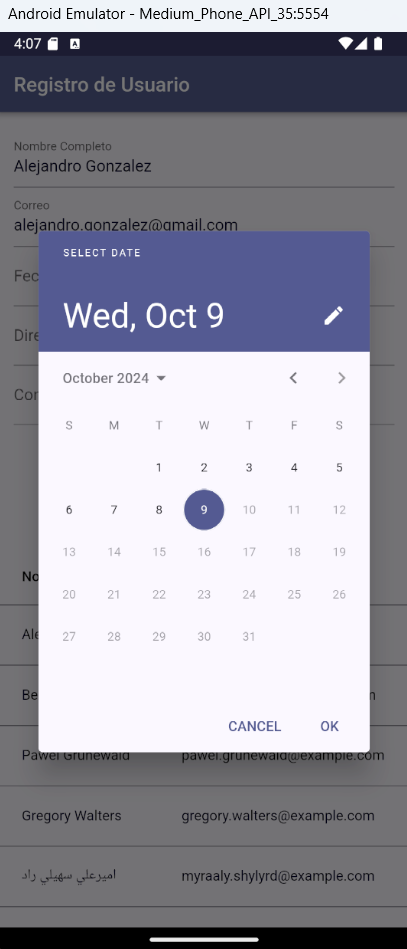 Android Emulator - Medium_Phone_API_35:5554
4:07
Registro de Usuario
Nombre Completo
Alejandro Gonzalez
Correo
alejandro.gonzalez@gmail.com
Fec
Dire
Con
SELECT DATE
Wed, Oct 9
October 2024
S M T W T F S
1 2 3 4 5
6 7 8 9 10 11 12
13 14 15 16 17 18 19
20 21 22 23 24 25 26
27 28 29 30 31
CANCEL OK
No
Ale
Be m
Pawel Grunewald pawel.grunewald@example.com
Gregory Walters gregory.walters@example.com
اميرعلي سهيلي راد myraaly.shylyrd@example.com